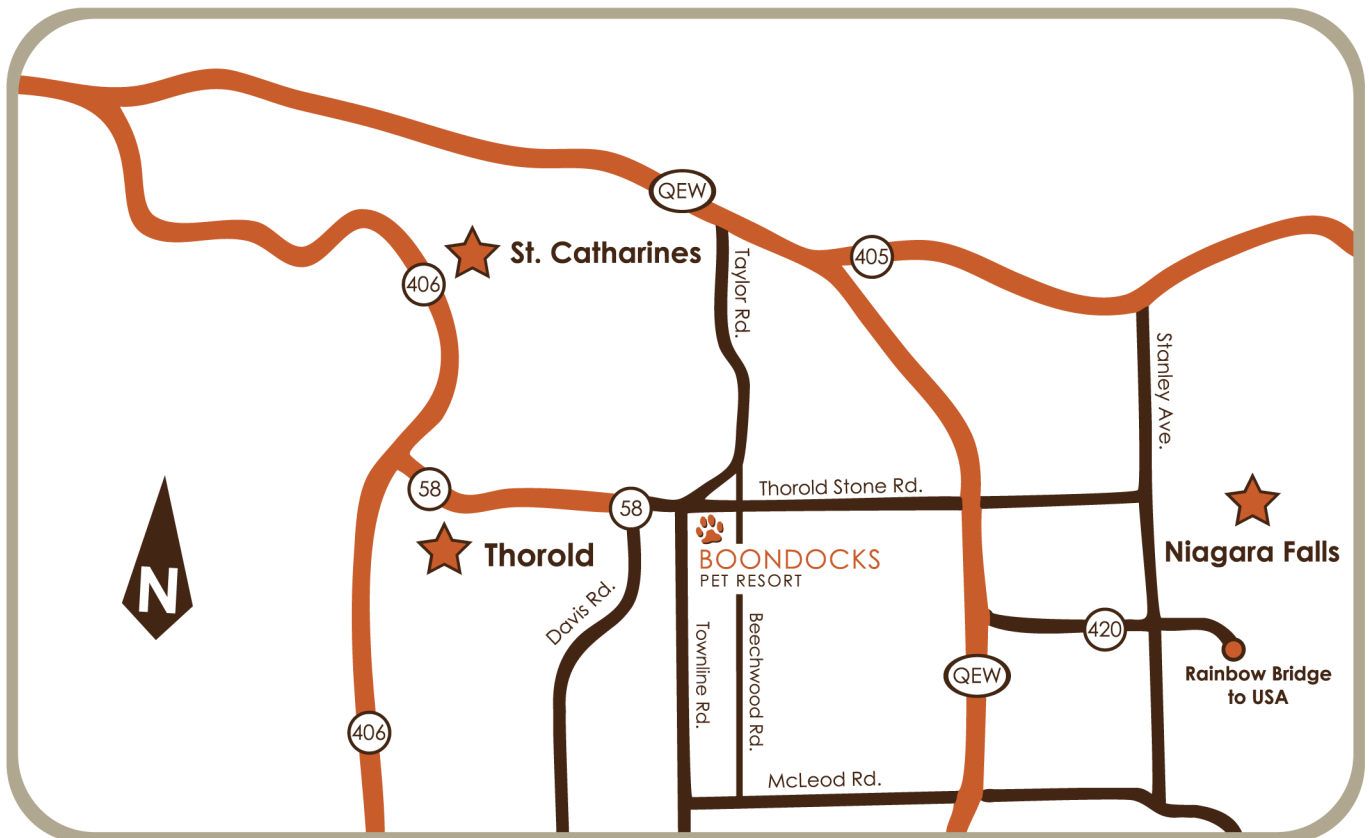 QEW
St. Catharines
405
406
Taylor Rd.
Stanley Ave.
58
58
Thorold Stone Rd.
Thorold
BOONDOCKS
PET RESORT
Niagara Falls
N
Davis Rd.
Townline Rd.
Beechwood Rd.
420
QEW
Rainbow Bridge
to USA
406
McLeod Rd.